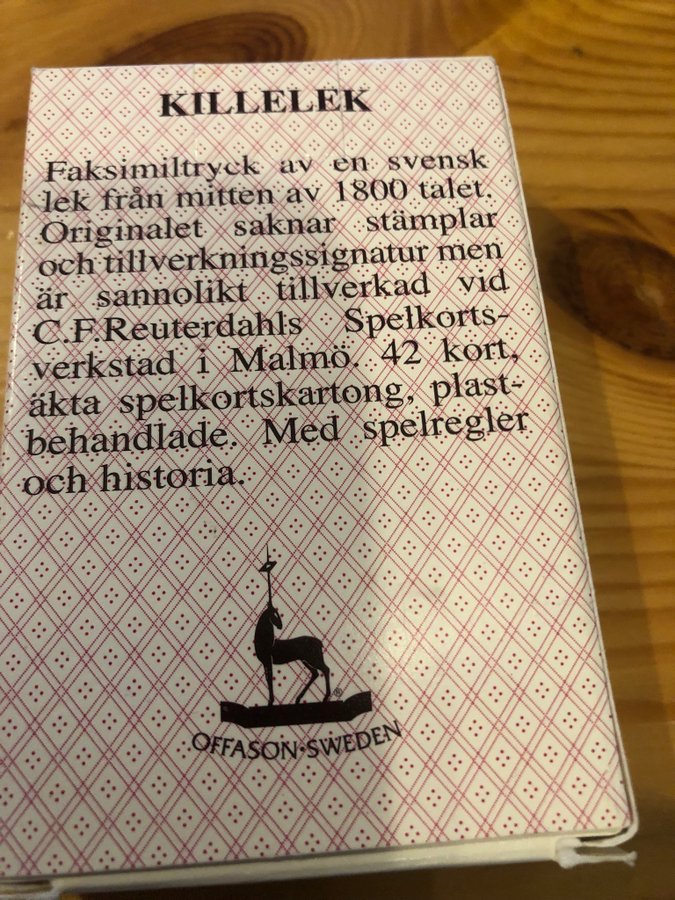 KILLELEK
Faksimiltryck av en svensk
lek från mitten av 1800 talet.
Originalet saknar stämplar
och tillverkningssignatur men
är sannolikt tillverkad vid
C.F.Reuterdahls Spelkorts-
verkstad i Malmö. 42 kort,
äkta spelkortskartong, plast-
behandlade. Med spelregler
och historia.
®
OFFASON·SWEDEN